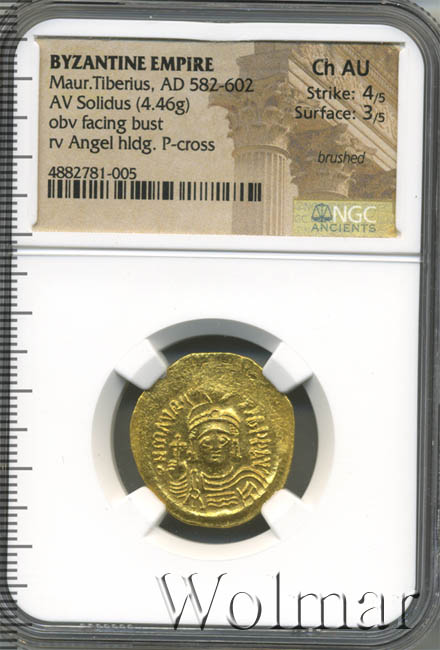 BYZANTINE EMPIRE
Maur.Tiberius, AD 582-602
AV Solidus (4.46g)
obv facing bust
rv Angel hldg. P-cross
4882781-005
Ch AU
Strike: 4/5
Surface: 3/5
brushed
NGC
ANCIENTS
Wolmar